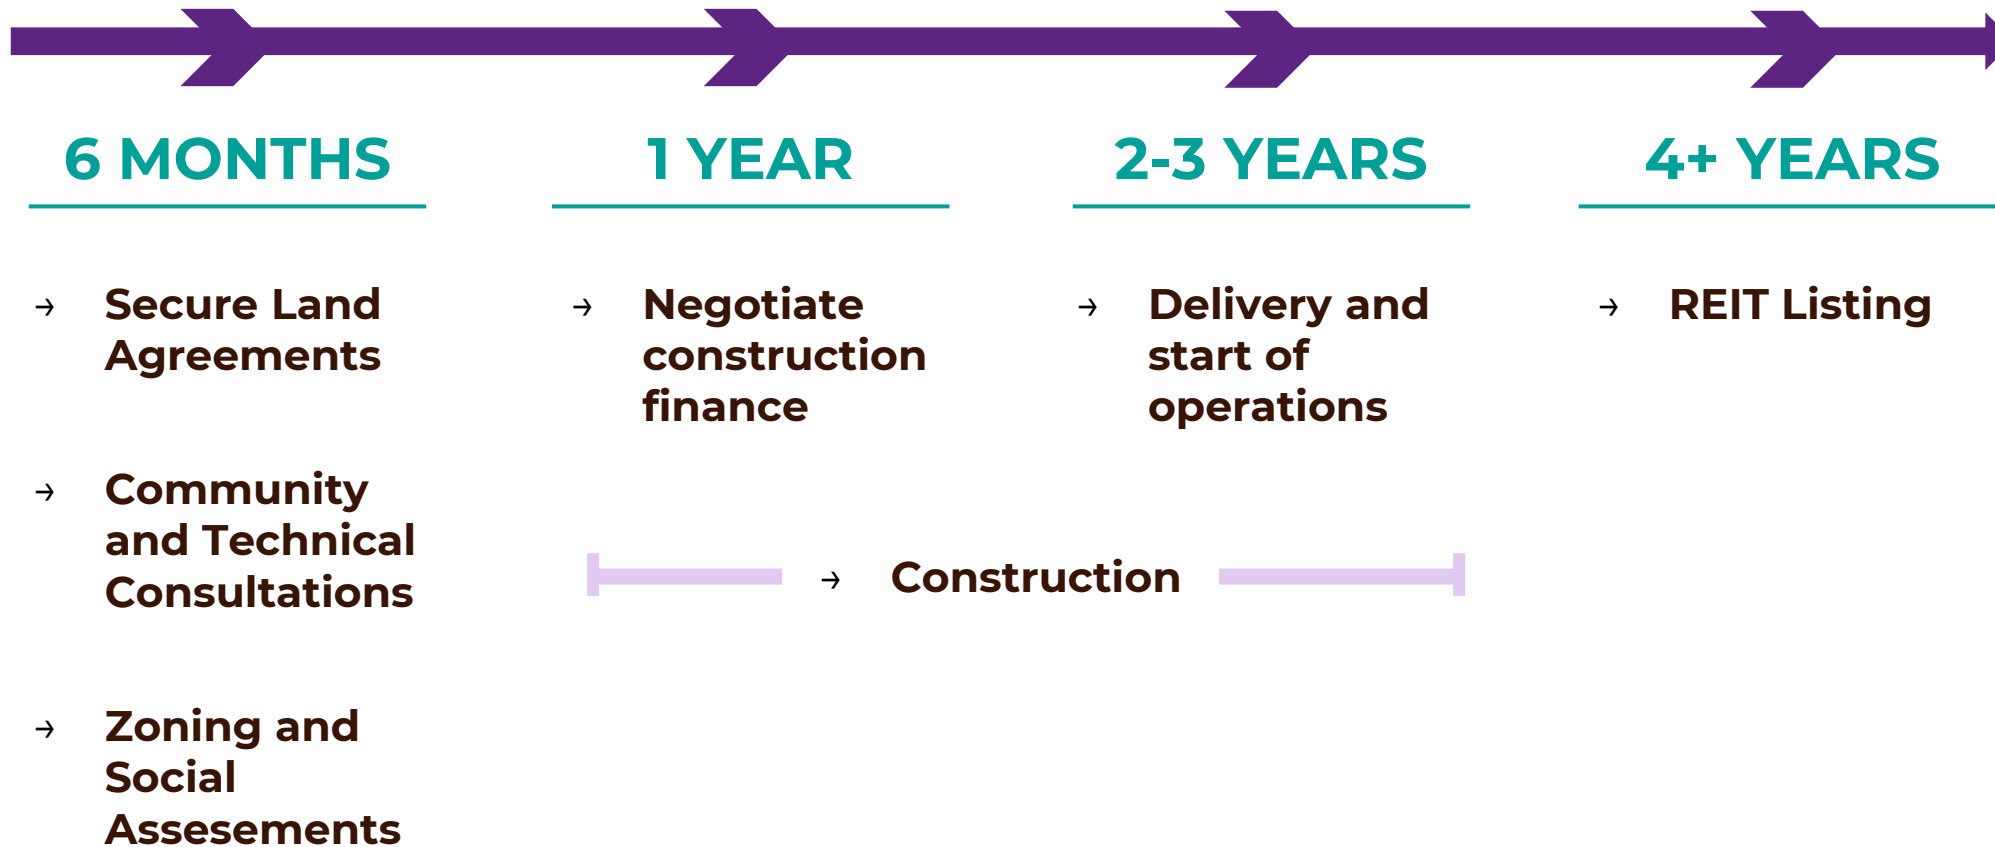 6 MONTHS
→ Secure Land
Agreements
→ Community
and Technical
Consultations
→ Zoning and
Social
Assesements
1 YEAR
→ Negotiate
construction
finance
→ Construction
2-3 YEARS
→ Delivery and
start of
operations
4+ YEARS
→ REIT Listing